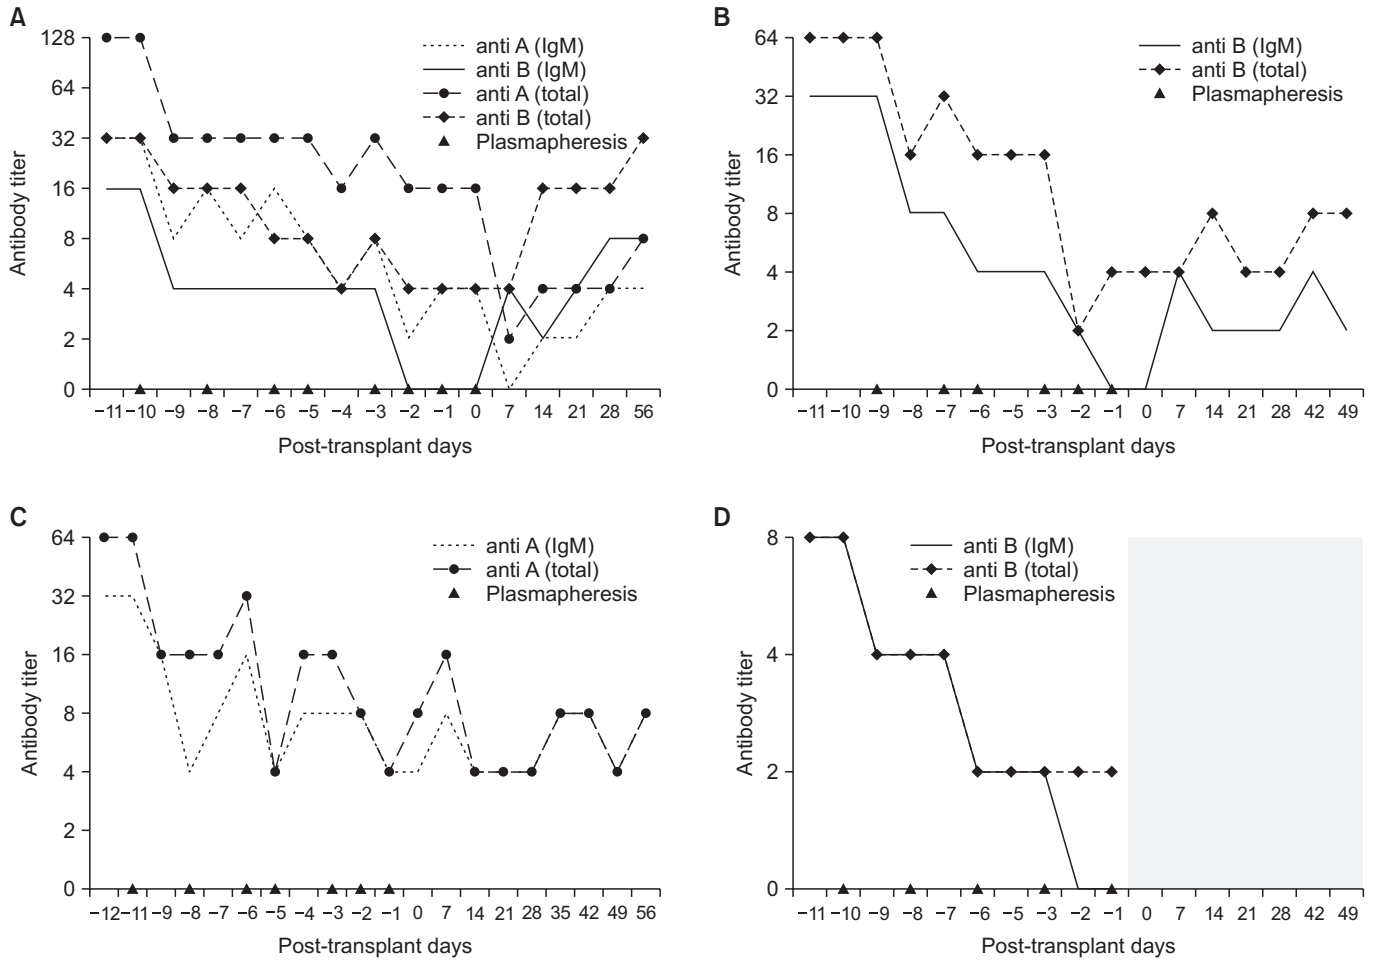 A
128
64
32
16
8
4
2
0
Antibody titer
anti A (IgM)
anti B (IgM)
anti A (total)
anti B (total)
Plasmapheresis
−11 −10 −9 −8 −7 −6 −5 −4 −3 −2 −1 0 7 14 21 28 56
Post-transplant days
B
64
32
16
8
4
2
0
Antibody titer
anti B (IgM)
anti B (total)
Plasmapheresis
−11 −10 −9 −8 −7 −6 −5 −3 −2 −1 0 7 14 21 28 42 49
Post-transplant days
C
64
32
16
8
4
2
0
Antibody titer
anti A (IgM)
anti A (total)
Plasmapheresis
−12 −11 −9 −8 −7 −6 −5 −4 −3 −2 −1 0 7 14 21 28 35 42 49 56
Post-transplant days
D
8
4
2
0
Antibody titer
anti B (IgM)
anti B (total)
Plasmapheresis
−11 −10 −9 −8 −7 −6 −5 −3 −2 −1 0 7 14 21 28 42 49
Post-transplant days